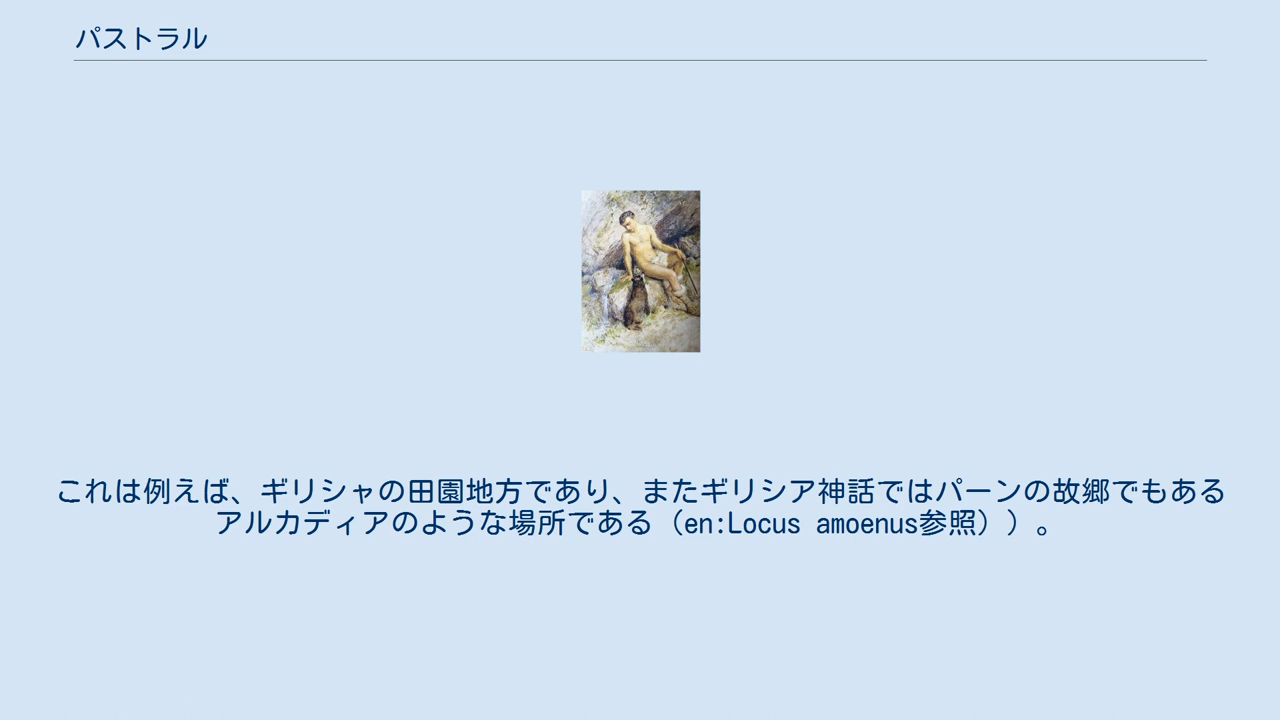 パストラル
これは例えば、ギリシャの田園地方であり、またギリシア神話ではパーンの故郷でもある
アルカディアのような場所である（en:Locus amoenus参照））。